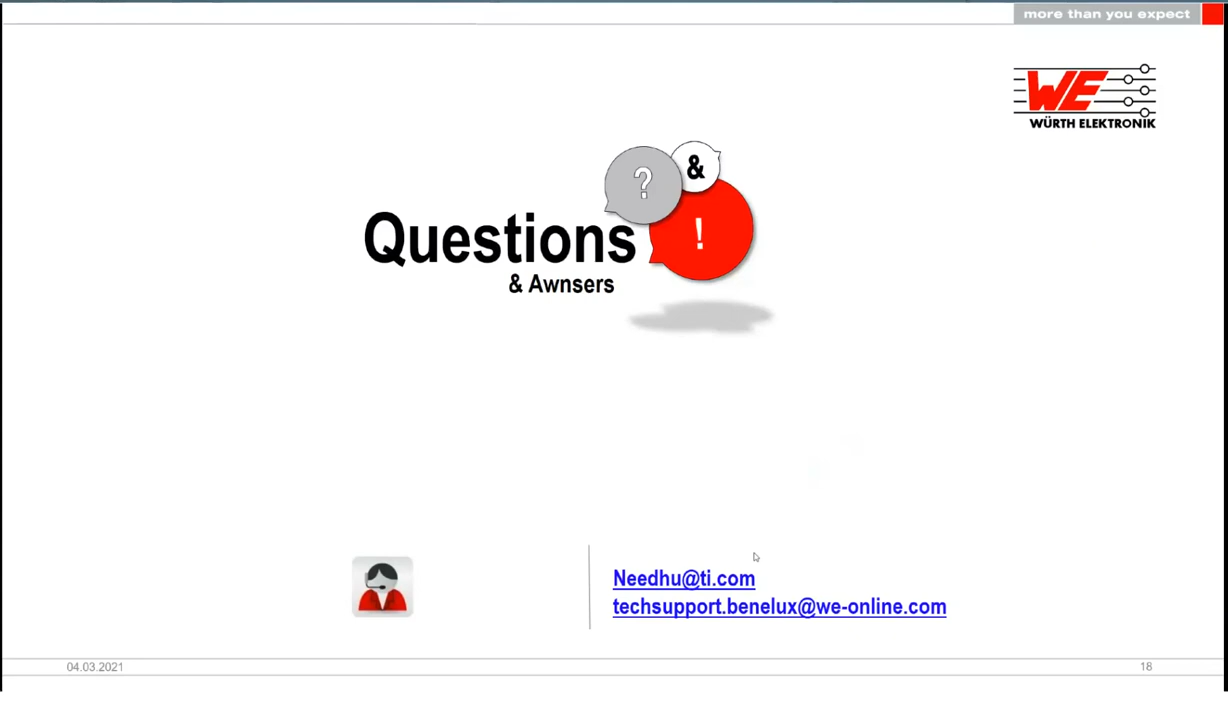 more than you expect
WE
WÜRTH ELEKTRONIK
? & !
Questions
& Awnsers
Needhu@ti.com
techsupport.benelux@we-online.com
04.03.2021
18